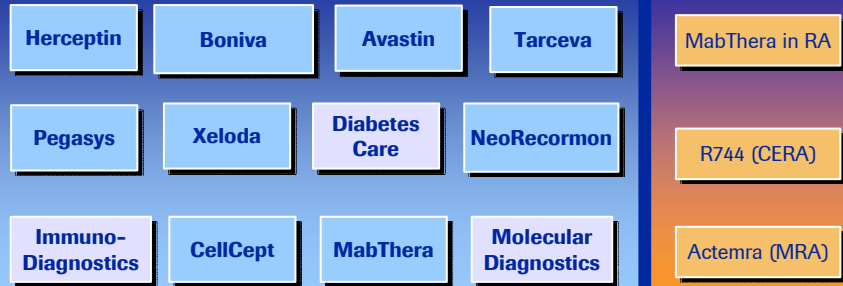 Herceptin
Boniva
Avastin
Tarceva
MabThera in RA
Pegasys
Xeloda
Diabetes
Care
NeoRecormon
R744 (CERA)
Immuno-
Diagnostics
CellCept
MabThera
Molecular
Diagnostics
Actemra (MRA)